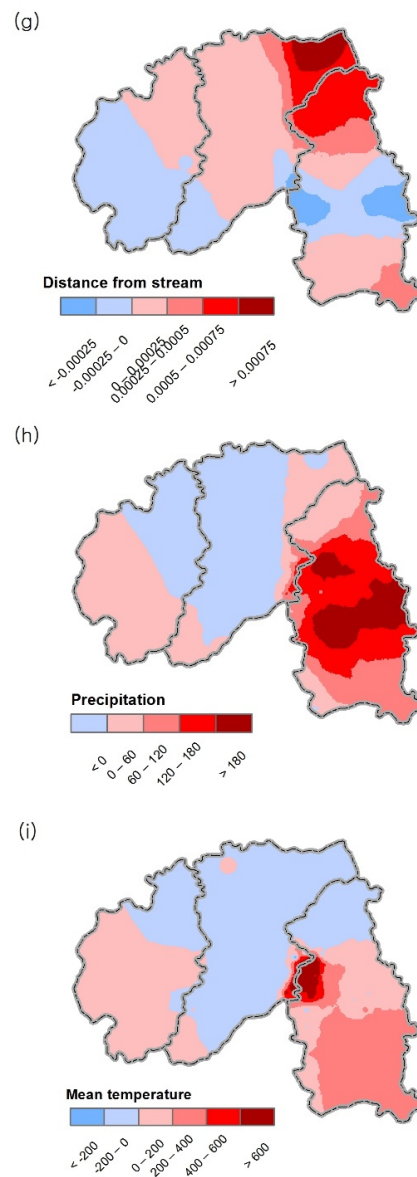 (g)
Distance from stream
< -0.00025
-0.00025 – 0
0 – 0.00025
0.00025 – 0.0005
0.0005 – 0.00075
> 0.00075
(h)
Precipitation
< 0
0 – 60
60 – 120
120 – 180
> 180
(i)
Mean temperature
< -200
-200 – 0
0 – 200
200 – 400
400 – 600
> 600